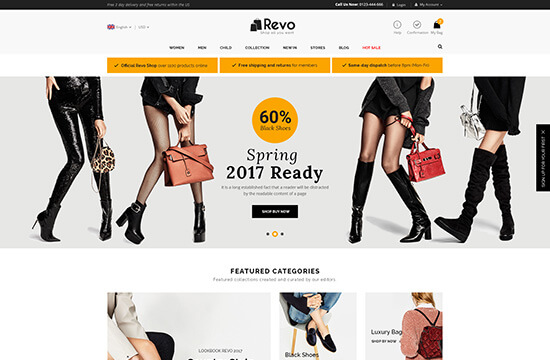 Free 2 day delivery and free returns within the US
Call Us Now: 0123-444-666
Login
My Account
English
USD
Revo
Shop as you want
Help
Confirmation
My Bag
WOMEN
MEN
CHILD
COLLECTION
NEW IN
STORES
BLOG
HOT SALE
Official Revo Shop over 1520 products online
Free shipping and returns for members
Same-day dispatch (before 8pm Mon-Fri)
60%
Black Shoes
Spring
2017 Ready
It is a long established fact that a reader will be distracted
by the readable content of a page
SHOP BUY NOW
SIGN UP FOR YOUR FIRST
FEATURED CATEGORIES
Featured collections created and curated by our editors
LOOKBOOK REVO 2017
Black Shoes
Luxury Bag
SHOP BY NOW